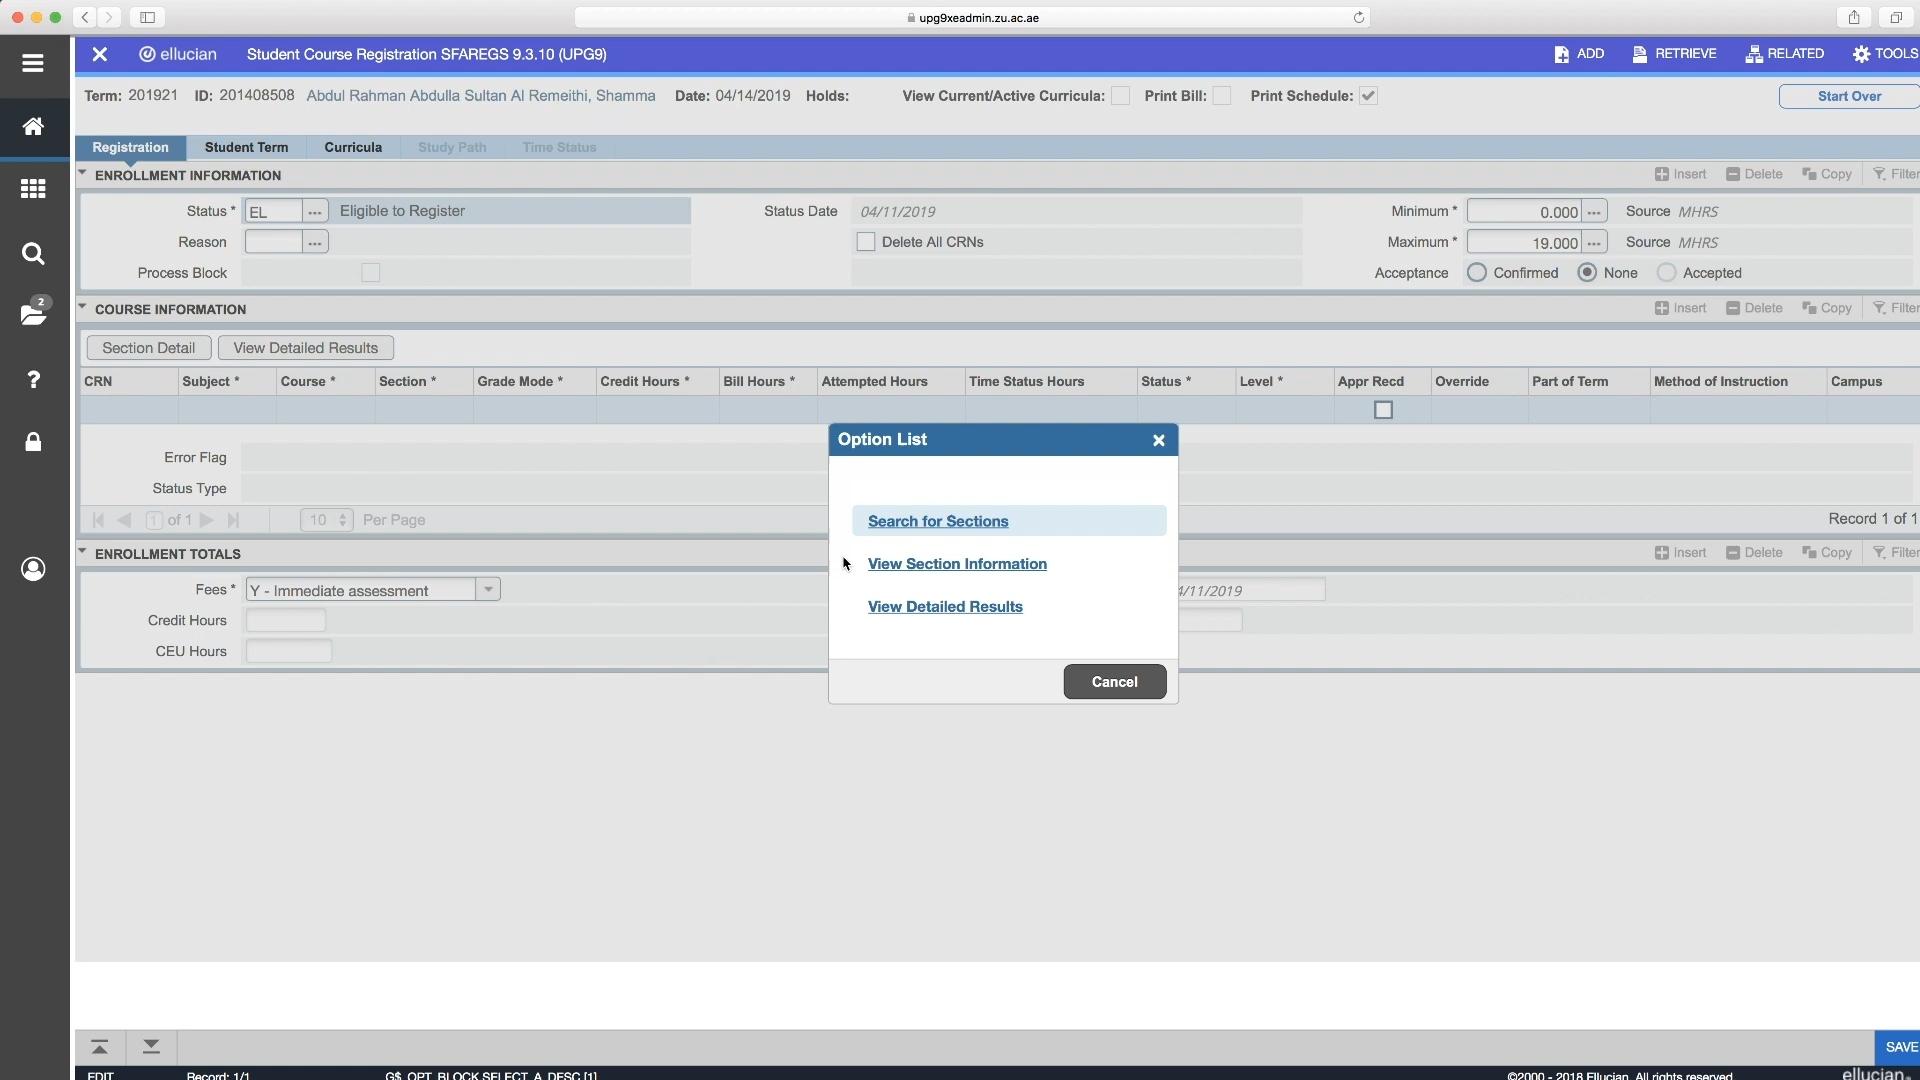 upg9xeadmin.zu.ac.ae
ellucian Student Course Registration SFAREGS 9.3.10 (UPG9) ADD RETRIEVE RELATED TOOLS
Term: 201921 ID: 201408508 Abdul Rahman Abdulla Sultan Al Remeithi, Shamma Date: 04/14/2019 Holds: View Current/Active Curricula: Print Bill: Print Schedule: Start Over
Registration Student Term Curricula Study Path Time Status
ENROLLMENT INFORMATION Insert Delete Copy Filter
Status * EL ... Eligible to Register Status Date 04/11/2019 Minimum * 0.000 ... Source MHRS
Reason ... Delete All CRNs Maximum * 19.000 ... Source MHRS
Process Block Acceptance Confirmed None Accepted
2
COURSE INFORMATION Insert Delete Copy Filter
Section Detail View Detailed Results
CRN Subject * Course * Section * Grade Mode * Credit Hours * Bill Hours * Attempted Hours Time Status Hours Status * Level * Appr Recd Override Part of Term Method of Instruction Campus
Option List
Error Flag
Status Type
1 of 1 10 Per Page Record 1 of 1
Search for Sections
View Section Information
View Detailed Results
Cancel
ENROLLMENT TOTALS Insert Delete Copy Filter
Fees * Y - Immediate assessment 4/11/2019
Credit Hours
CEU Hours
SAVE
EDIT Record: 1/1 G$_OPT_BLOCK.SELECT_A_DESC [1] ©2000 - 2018 Ellucian. All rights reserved. ellucian